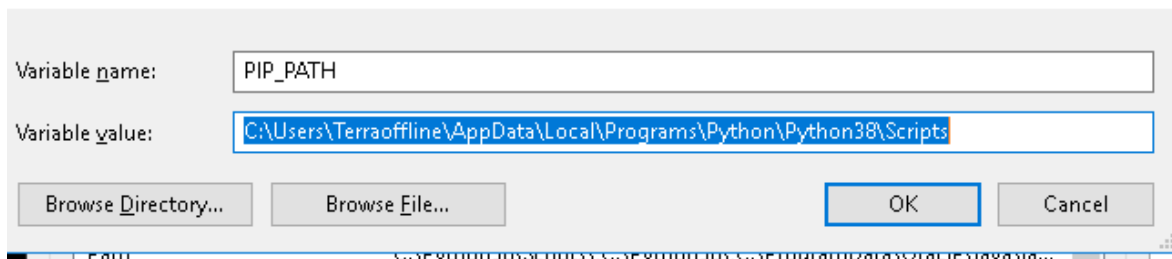 Variable name:
PIP_PATH
Variable value:
C:\Users\Terraoffline\AppData\Local\Programs\Python\Python38\Scripts
Browse Directory...
Browse File...
OK
Cancel